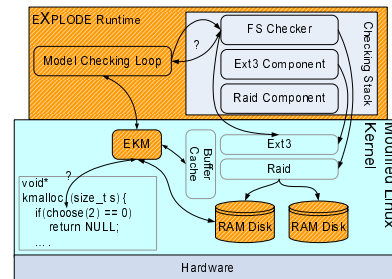 eXPLODE Runtime
?
FS Checker
Model Checking Loop
Ext3 Component
Raid Component
Checking Stack
Modified Linux
Kernel
EKM
Buffer
Cache
Ext3
Raid
?
void*
kmalloc (size_t s) {
if(choose(2) == 0)
return NULL;
....
RAM Disk
RAM Disk
Hardware